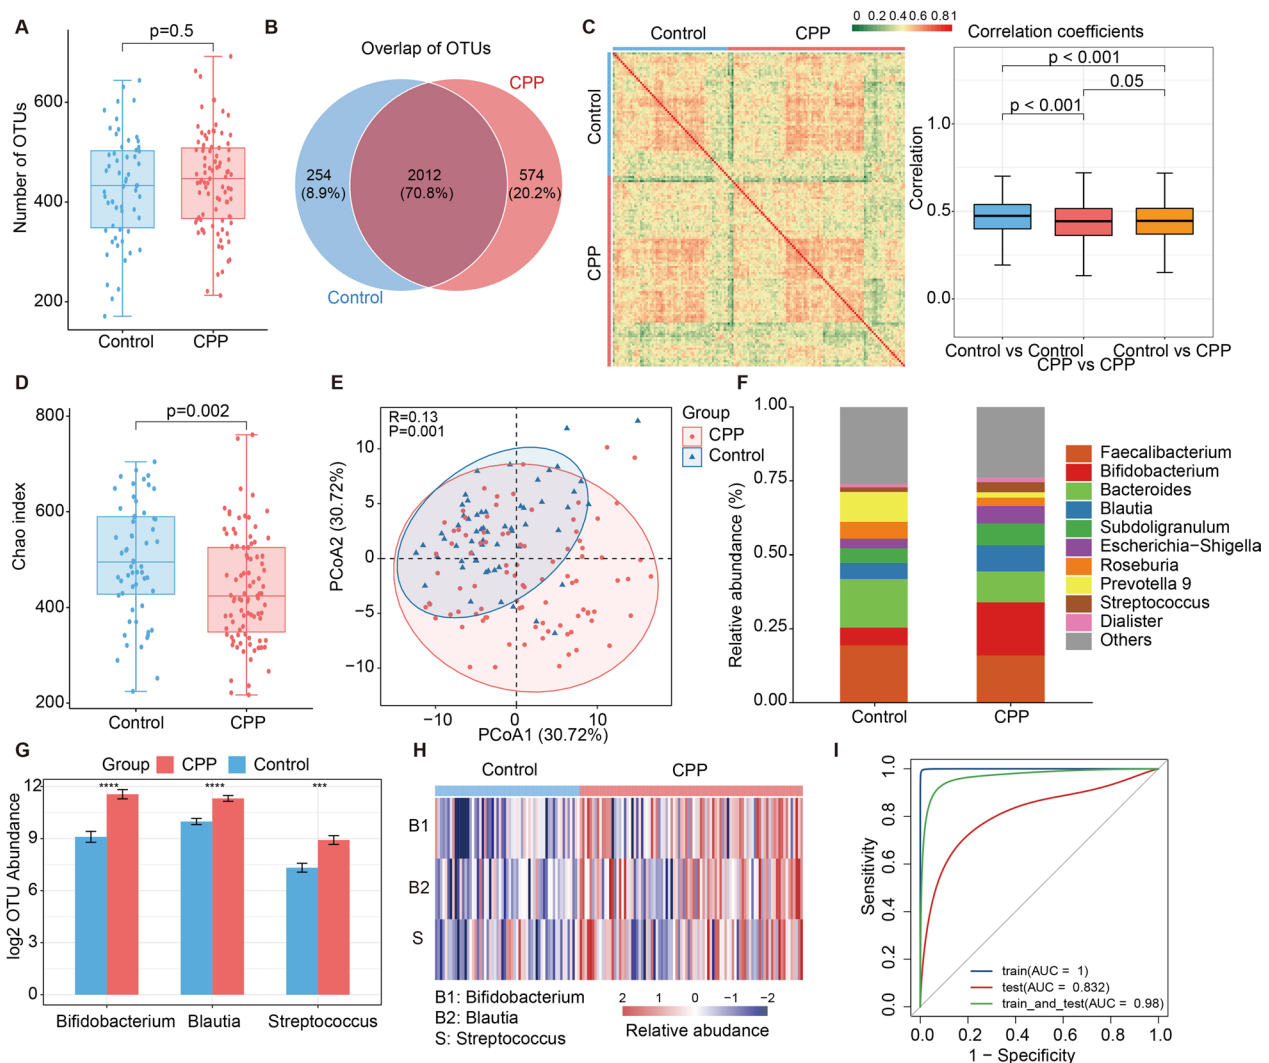 A
p=0.5
Number of OTUs
600
400
200
Control
CPP
B
Overlap of OTUs
CPP
254
(8.9%)
2012
(70.8%)
574
(20.2%)
Control
C
Control
CPP
0 0.2 0.4 0.6 0.81
Control
CPP
Correlation coefficients
p < 0.001
0.05
p < 0.001
Correlation
1.0
0.5
0.0
Control vs Control
CPP vs CPP
Control vs CPP
D
p=0.002
Chao index
800
600
400
200
Control
CPP
E
R=0.13
P=0.001
PCoA2 (30.72%)
10
5
0
−5
−10
−10
0
10
PCoA1 (30.72%)
Group
CPP
Control
F
Relative abundance (%)
1.00
0.75
0.50
0.25
0.00
Control
CPP
Faecalibacterium
Bifidobacterium
Bacteroides
Blautia
Subdoligranulum
Escherichia−Shigella
Roseburia
Prevotella 9
Streptococcus
Dialister
Others
G
Group CPP Control
log2 OTU Abundance
12
9
6
3
0
****
****
***
Bifidobacterium
Blautia
Streptococcus
H
Control
CPP
B1
B2
S
B1: Bifidobacterium
B2: Blautia
S: Streptococcus
2 1 0 −1 −2
Relative abudance
I
Sensitivity
1.0
0.8
0.6
0.4
0.2
0.0
train(AUC = 1)
test(AUC = 0.832)
train_and_test(AUC = 0.98)
0.0 0.2 0.4 0.6 0.8 1.0
1 − Specificity